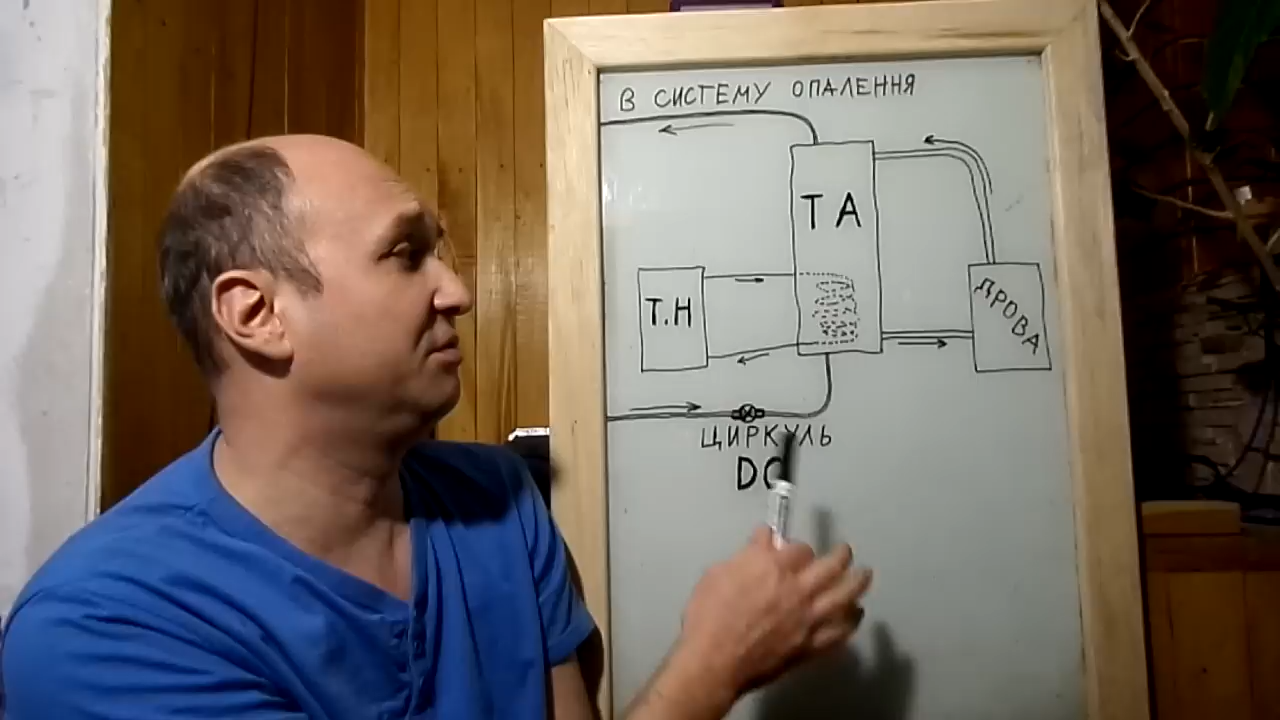 В СИСТЕМУ ОПАЛЕННЯ
ТА
Т.Н
ДРОВА
ЦИРКУЛЬ
DC